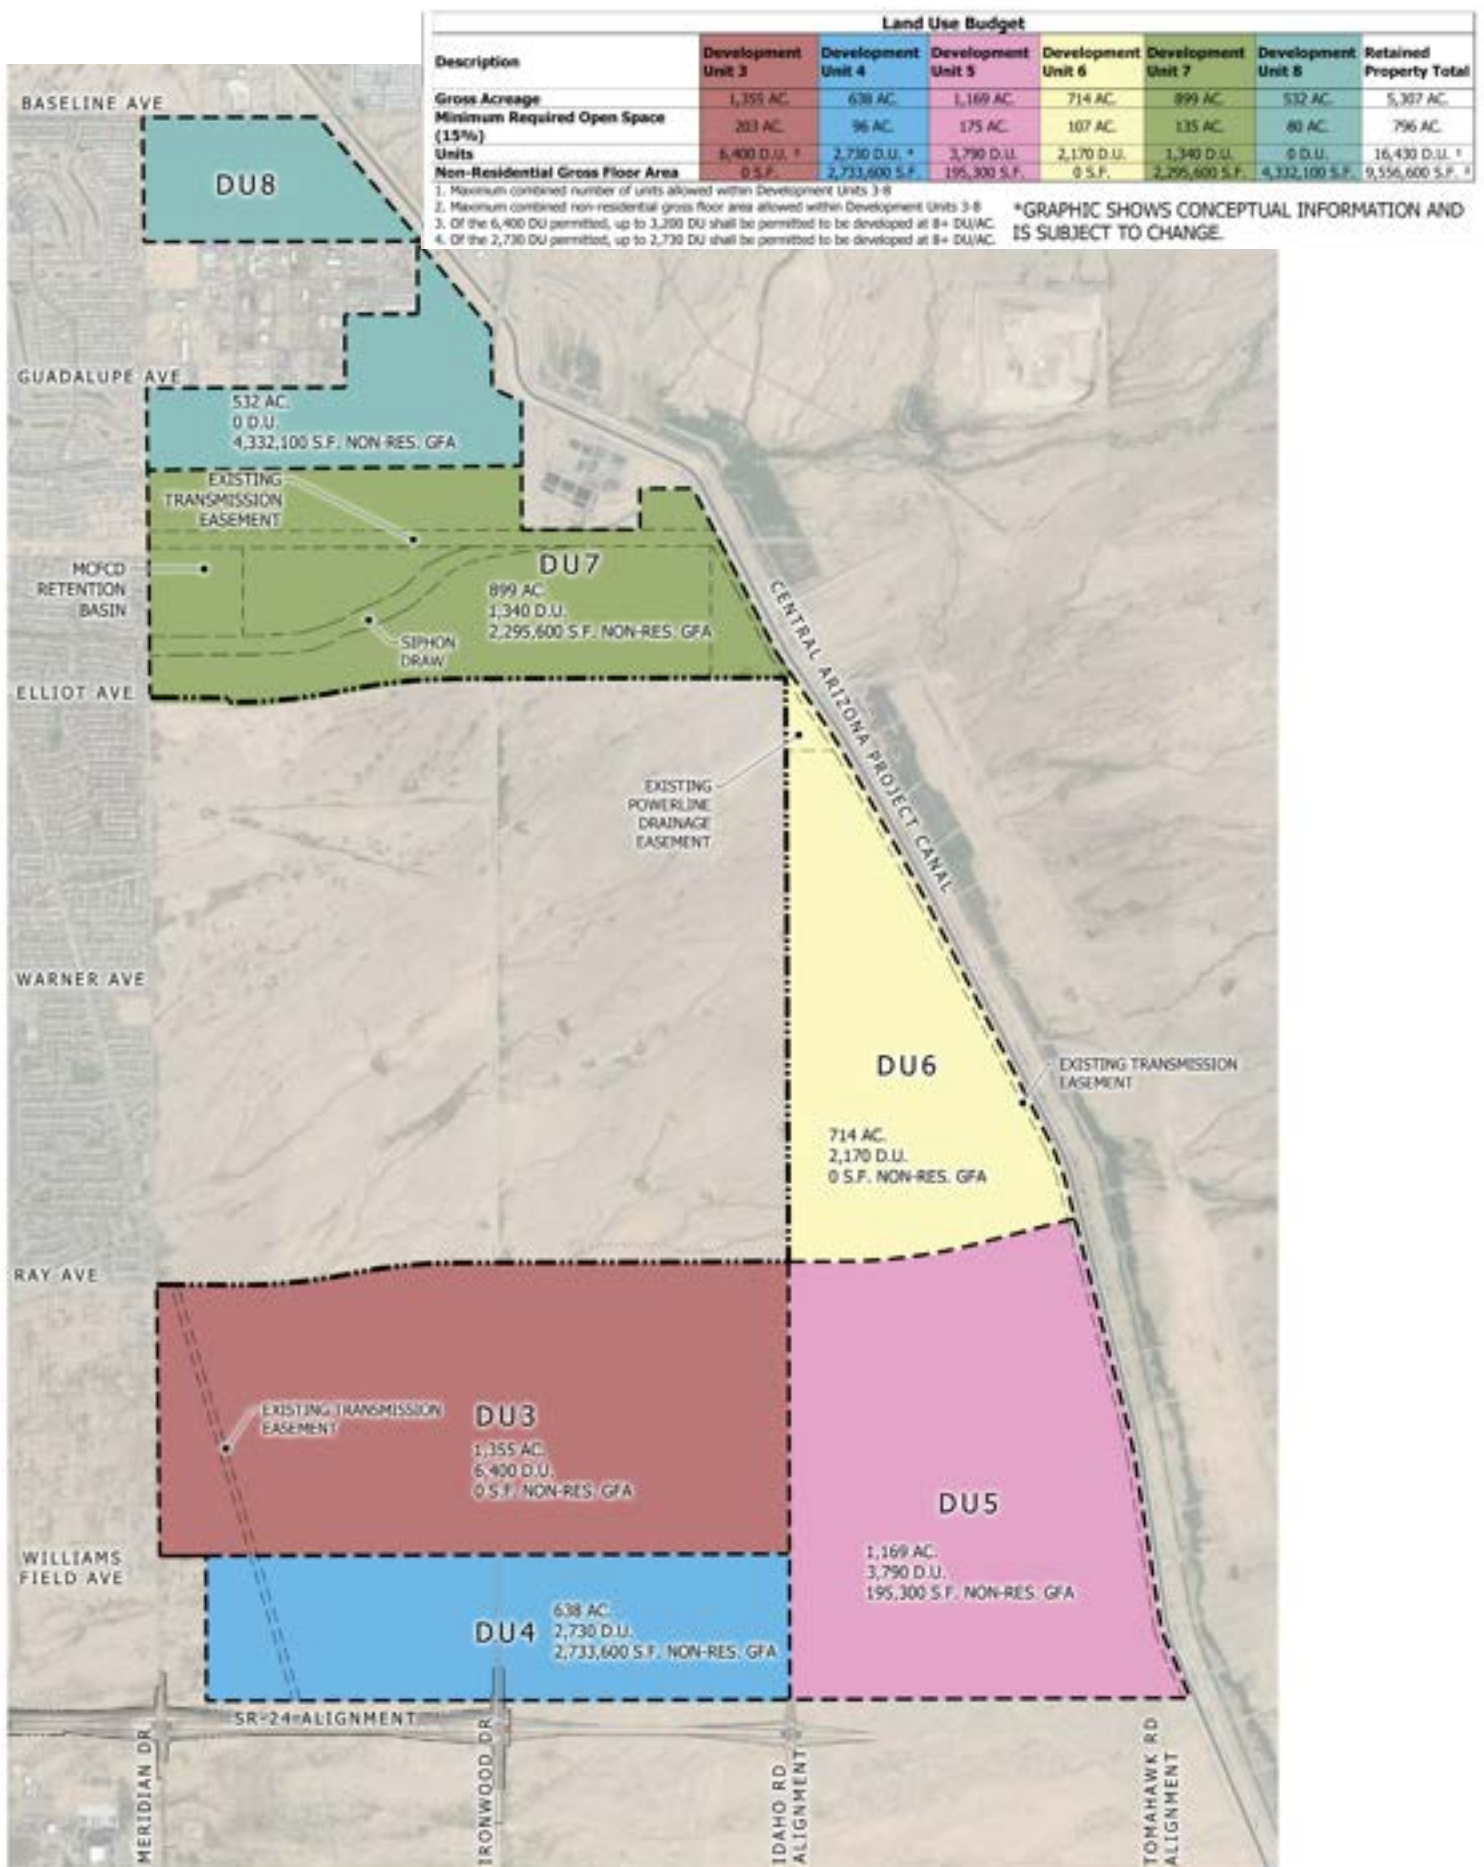 Land Use Budget
Description Development Unit 3 Development Unit 4 Development Unit 5 Development Unit 6 Development Unit 7 Development Unit 8 Retained Property Total
Gross Acreage 1,355 AC. 638 AC. 1,169 AC. 714 AC. 899 AC. 532 AC. 5,307 AC.
Minimum Required Open Space (15%) 203 AC. 96 AC. 175 AC. 107 AC. 135 AC. 80 AC. 796 AC.
Units 6,400 D.U. ³ 2,730 D.U. ⁴ 3,790 D.U. 2,170 D.U. 1,340 D.U. 0 D.U. 16,430 D.U. ¹
Non-Residential Gross Floor Area 0 S.F. 2,733,600 S.F. 195,300 S.F. 0 S.F. 2,295,600 S.F. 4,332,100 S.F. 9,556,600 S.F. ²
1. Maximum combined number of units allowed within Development Units 3-8
2. Maximum combined non-residential gross floor area allowed within Development Units 3-8
3. Of the 6,400 DU permitted, up to 3,200 DU shall be permitted to be developed at 8+ DU/AC.
4. Of the 2,730 DU permitted, up to 2,730 DU shall be permitted to be developed at 8+ DU/AC.
*GRAPHIC SHOWS CONCEPTUAL INFORMATION AND
IS SUBJECT TO CHANGE.
BASELINE AVE
DU8
GUADALUPE AVE
532 AC.
0 D.U.
4,332,100 S.F. NON-RES. GFA
EXISTING
TRANSMISSION
EASEMENT
MCFCD
RETENTION
BASIN
DU7
899 AC.
1,340 D.U.
2,295,600 S.F. NON-RES. GFA
SIPHON
DRAW
ELLIOT AVE
CENTRAL ARIZONA PROJECT CANAL
EXISTING
POWERLINE
DRAINAGE
EASEMENT
WARNER AVE
DU6
714 AC.
2,170 D.U.
0 S.F. NON-RES. GFA
EXISTING TRANSMISSION
EASEMENT
RAY AVE
EXISTING TRANSMISSION
EASEMENT
DU3
1,355 AC.
6,400 D.U.
0 S.F. NON-RES. GFA
DU5
1,169 AC.
3,790 D.U.
195,300 S.F. NON-RES. GFA
WILLIAMS
FIELD AVE
DU4
638 AC.
2,730 D.U.
2,733,600 S.F. NON-RES. GFA
SR-24 ALIGNMENT
MERIDIAN DR
IRONWOOD DR
IDAHO RD
ALIGNMENT
TOMAHAWK RD
ALIGNMENT